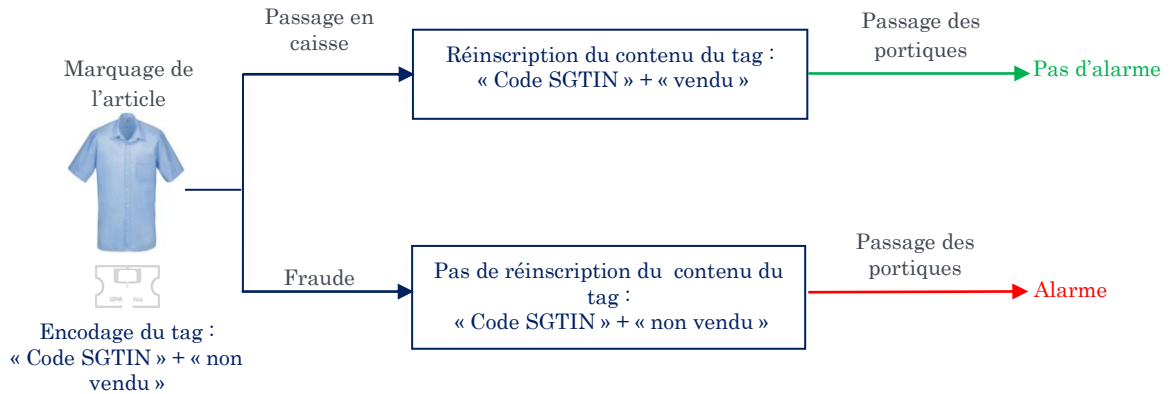 Marquage de
l'article
UPM
Encodage du tag :
« Code SGTIN » + « non
vendu »
Passage en
caisse
Réinscription du contenu du tag :
« Code SGTIN » + « vendu »
Passage des
portiques
Pas d'alarme
Fraude
Pas de réinscription du contenu du
tag :
« Code SGTIN » + « non vendu »
Passage des
portiques
Alarme